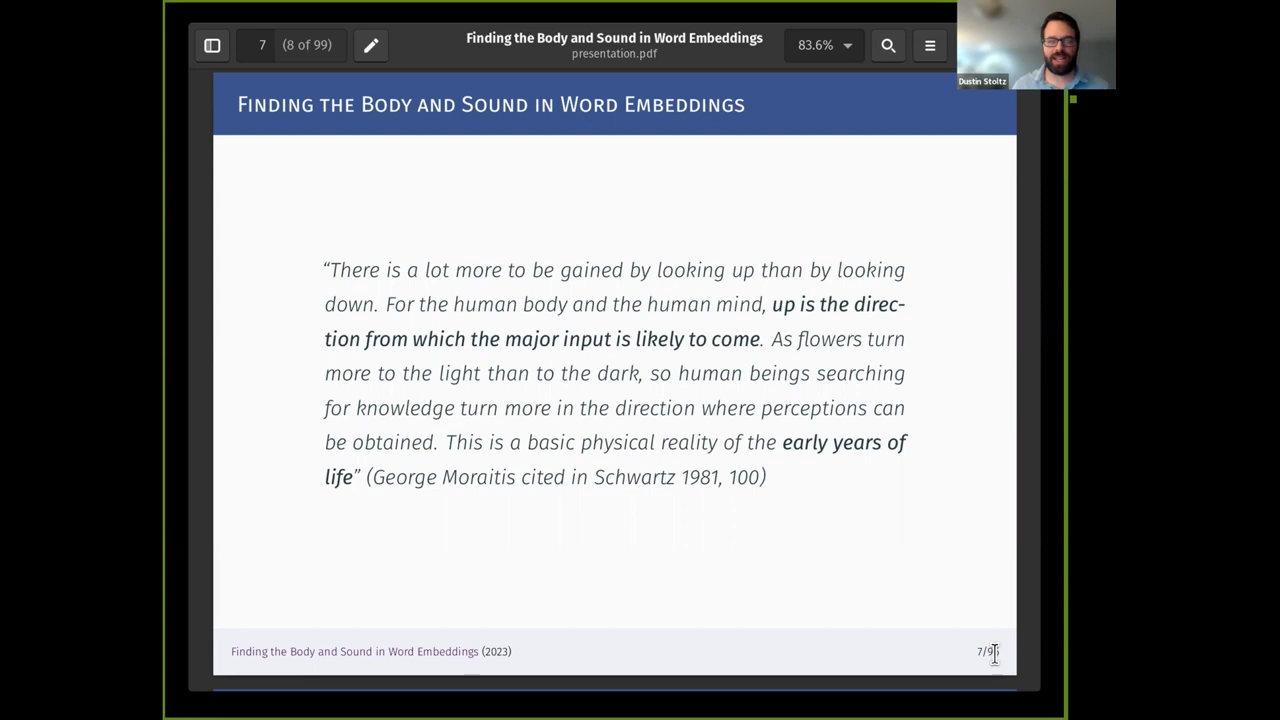 7 (8 of 99)
Finding the Body and Sound in Word Embeddings
presentation.pdf
83.6%
Dustin Stoltz
Finding the Body and Sound in Word Embeddings
“There is a lot more to be gained by looking up than by looking
down. For the human body and the human mind, up is the direc-
tion from which the major input is likely to come. As flowers turn
more to the light than to the dark, so human beings searching
for knowledge turn more in the direction where perceptions can
be obtained. This is a basic physical reality of the early years of
life” (George Moraitis cited in Schwartz 1981, 100)
Finding the Body and Sound in Word Embeddings (2023)